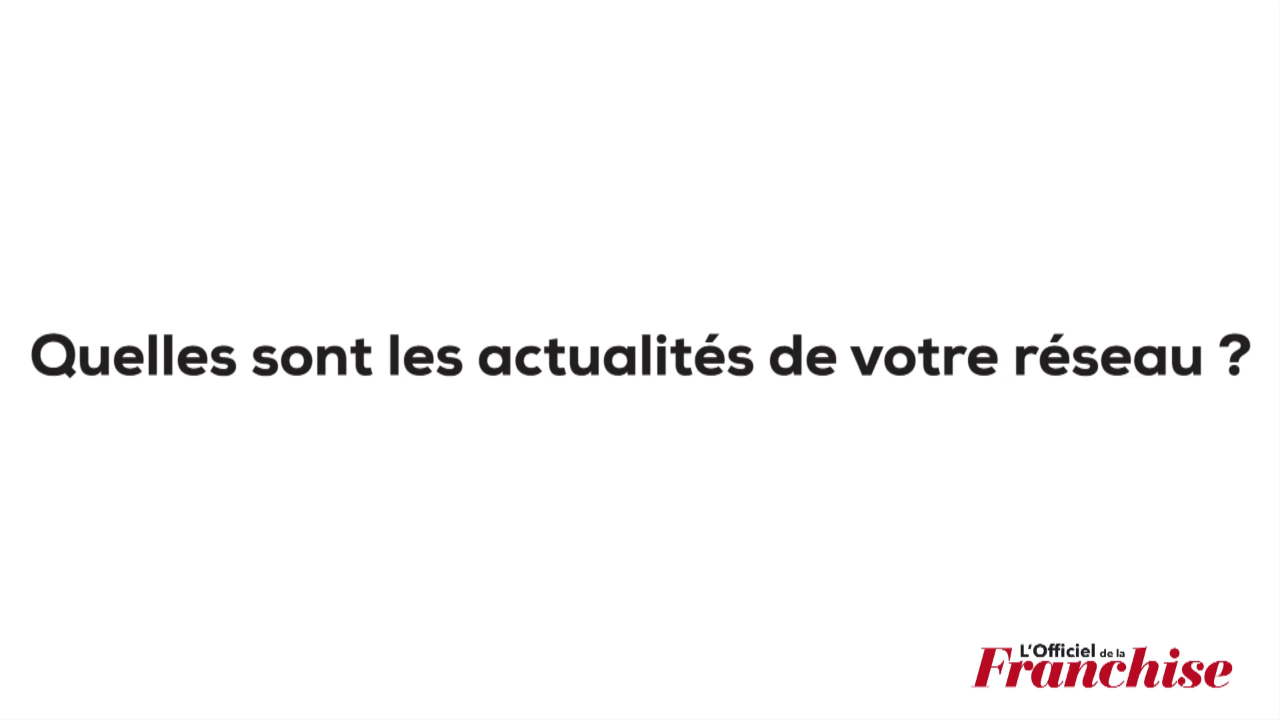 Quelles sont les actualités de votre réseau ?
L'Officiel de la
Franchise